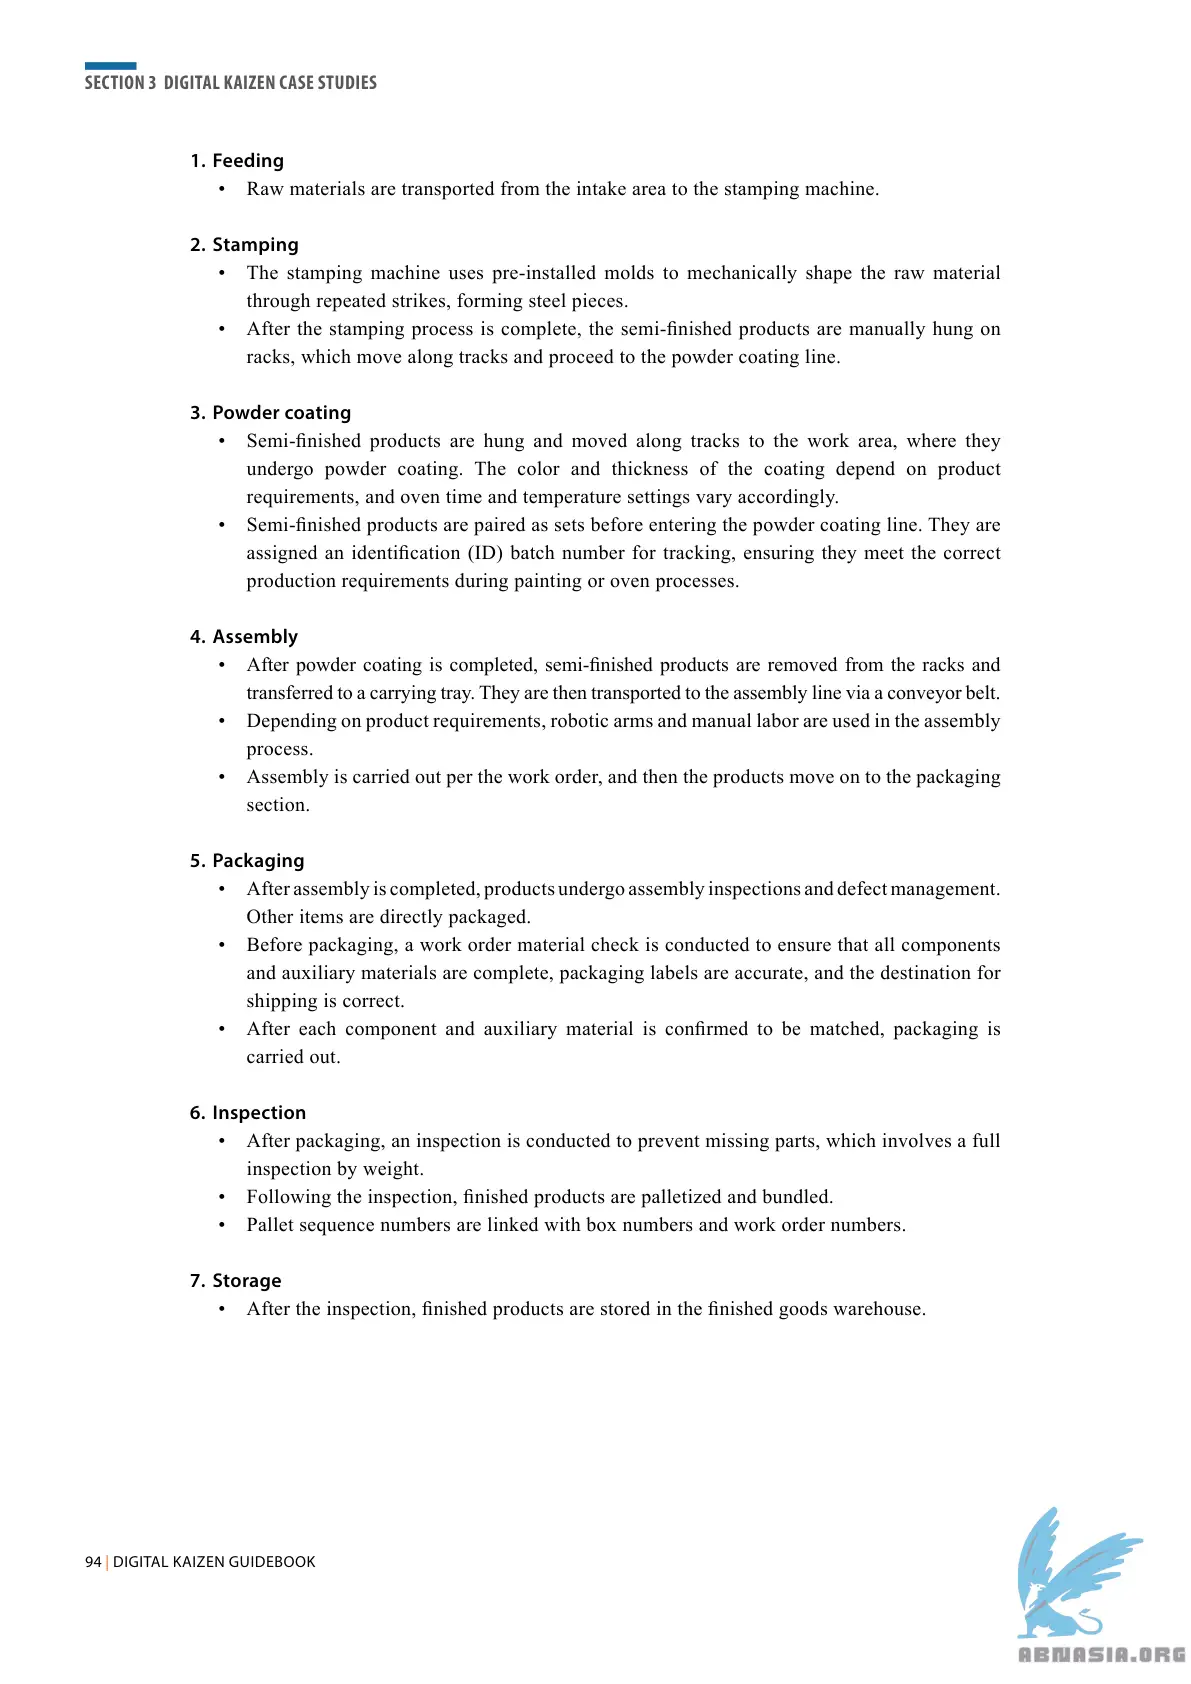 SECTION 3 DIGITAL KAIZEN CASE STUDIES
1. Feeding
• Raw materials are transported from the intake area to the stamping machine.
2. Stamping
• The stamping machine uses pre-installed molds to mechanically shape the raw material
through repeated strikes, forming steel pieces.
• After the stamping process is complete, the semi-finished products are manually hung on
racks, which move along tracks and proceed to the powder coating line.
3. Powder coating
• Semi-finished products are hung and moved along tracks to the work area, where they
undergo powder coating. The color and thickness of the coating depend on product
requirements, and oven time and temperature settings vary accordingly.
• Semi-finished products are paired as sets before entering the powder coating line. They are
assigned an identification (ID) batch number for tracking, ensuring they meet the correct
production requirements during painting or oven processes.
4. Assembly
• After powder coating is completed, semi-finished products are removed from the racks and
transferred to a carrying tray. They are then transported to the assembly line via a conveyor belt.
• Depending on product requirements, robotic arms and manual labor are used in the assembly
process.
• Assembly is carried out per the work order, and then the products move on to the packaging
section.
5. Packaging
• After assembly is completed, products undergo assembly inspections and defect management.
Other items are directly packaged.
• Before packaging, a work order material check is conducted to ensure that all components
and auxiliary materials are complete, packaging labels are accurate, and the destination for
shipping is correct.
• After each component and auxiliary material is confirmed to be matched, packaging is
carried out.
6. Inspection
• After packaging, an inspection is conducted to prevent missing parts, which involves a full
inspection by weight.
• Following the inspection, finished products are palletized and bundled.
• Pallet sequence numbers are linked with box numbers and work order numbers.
7. Storage
• After the inspection, finished products are stored in the finished goods warehouse.
94 | DIGITAL KAIZEN GUIDEBOOK
ABNASIA.ORG